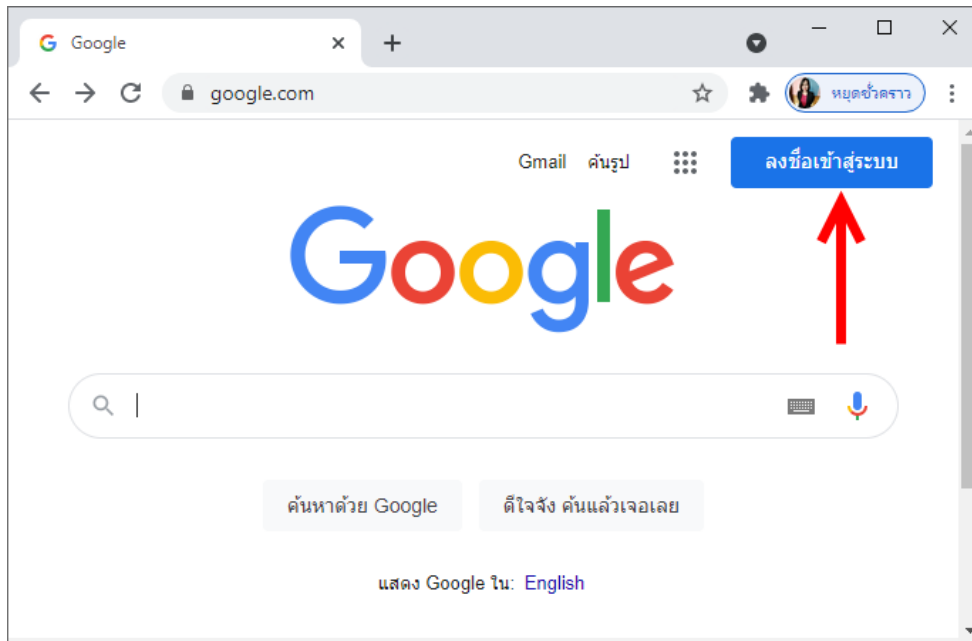 Google
google.com
หยุดชั่วคราว
Gmail ค้นรูป ลงชื่อเข้าสู่ระบบ
Google
ค้นหาด้วย Google ดีใจจัง ค้นแล้วเจอเลย
แสดง Google ใน: English